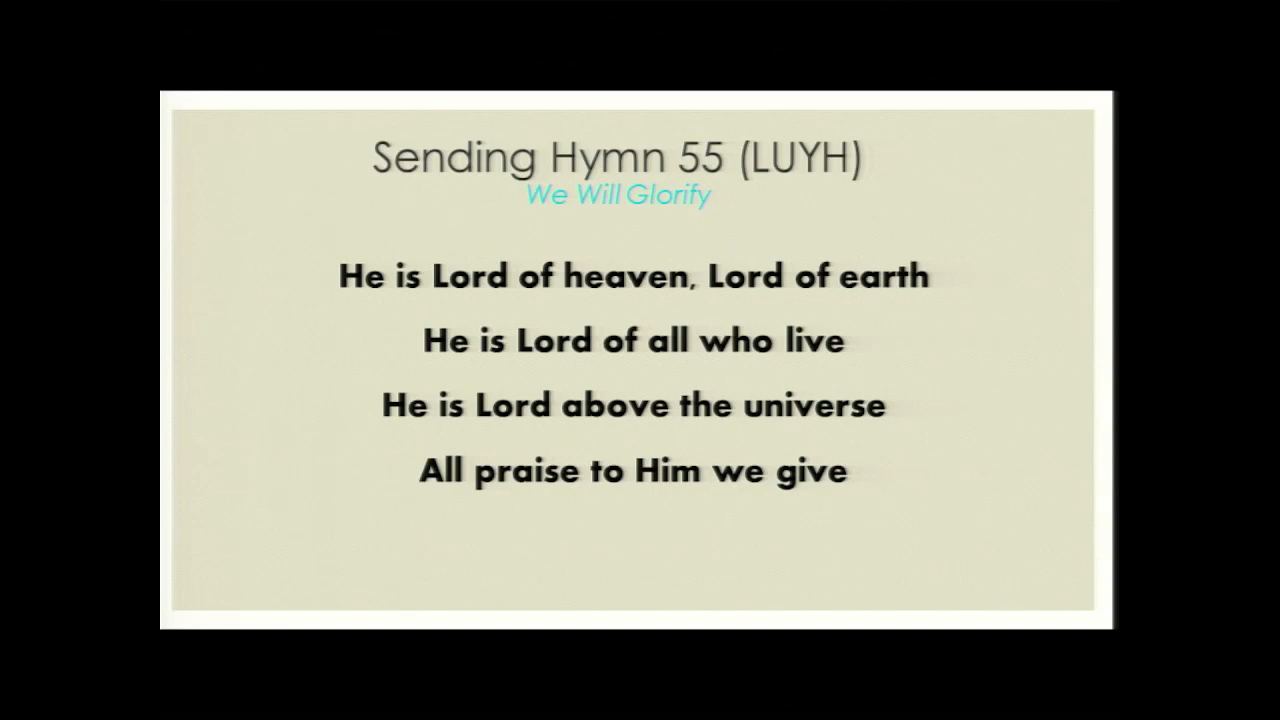 Sending Hymn 55 (LUYH)
We Will Glorify
He is Lord of heaven, Lord of earth
He is Lord of all who live
He is Lord above the universe
All praise to Him we give